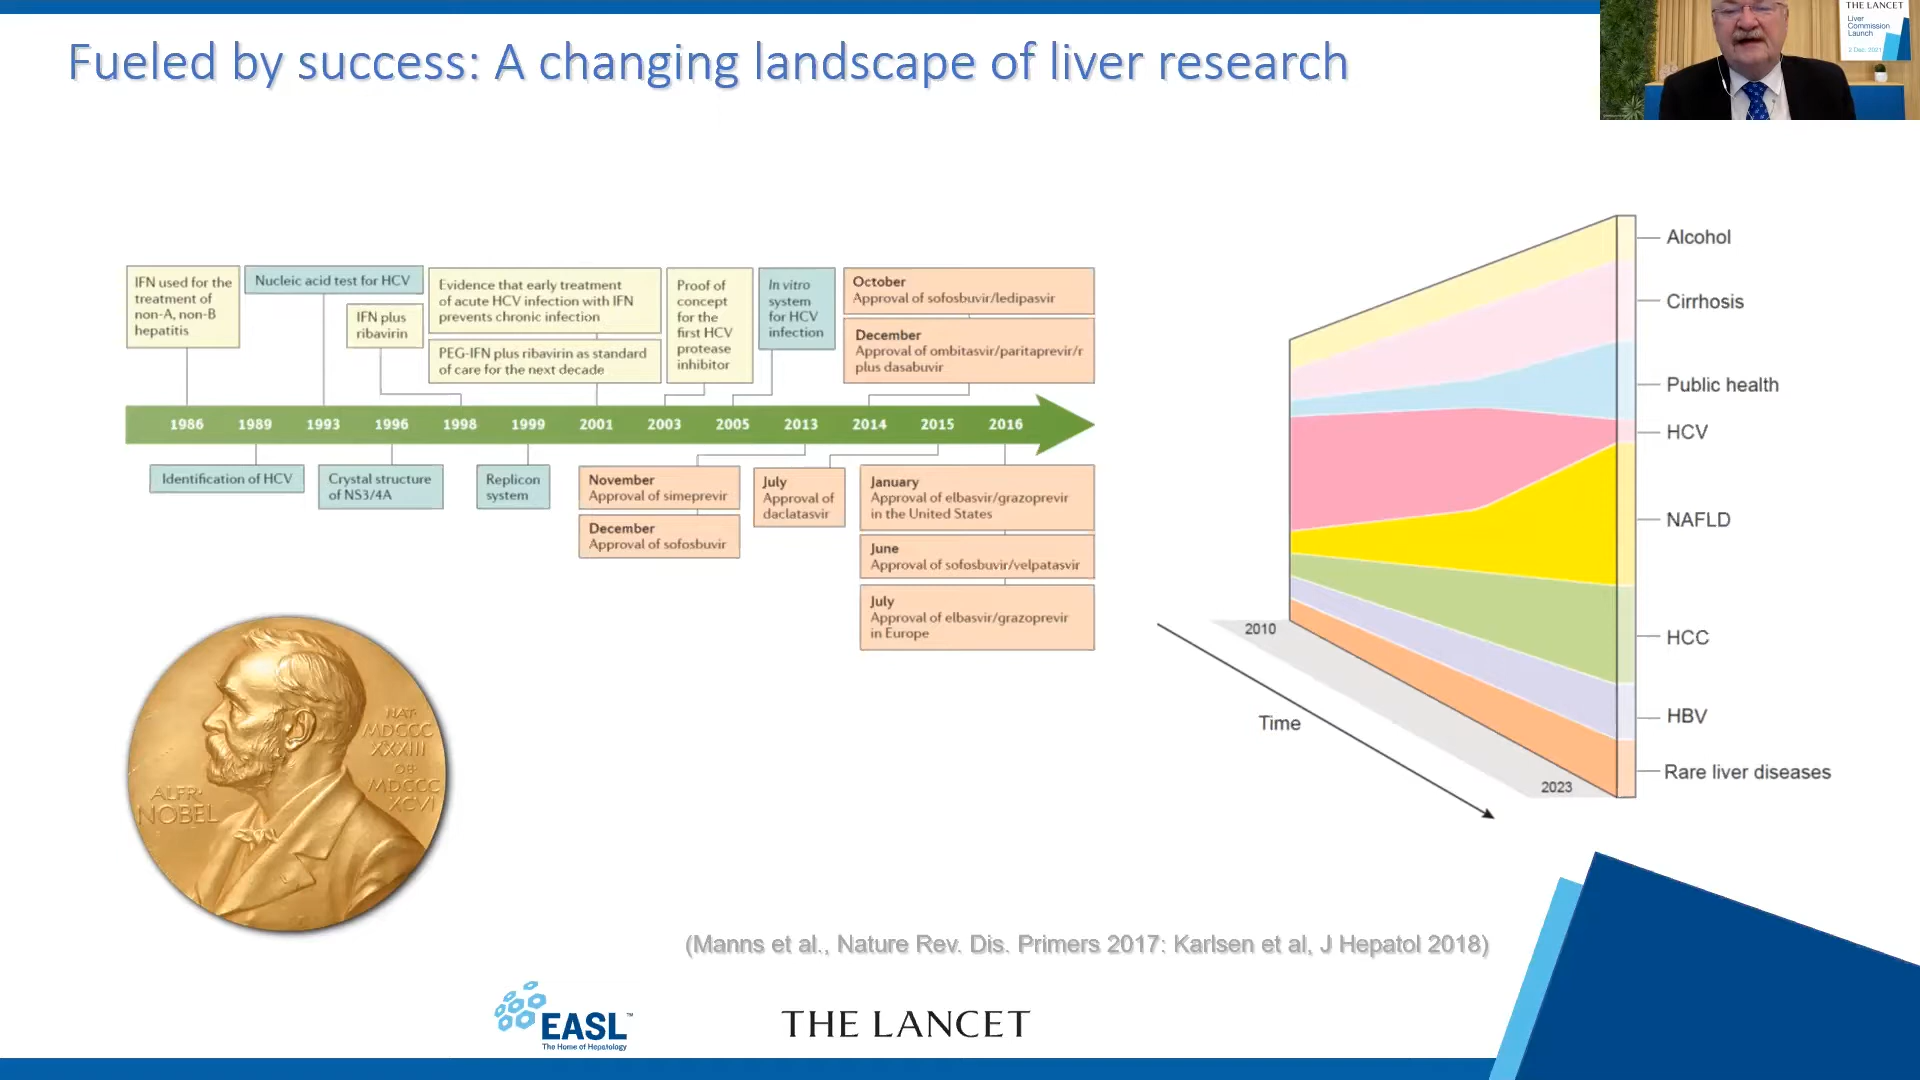 Fueled by success: A changing landscape of liver research
THE LANCET
Liver
Commission
Launch
2 Dec, 2021
IFN used for the
treatment of
non-A, non-B
hepatitis
Nucleic acid test for HCV
IFN plus
ribavirin
Evidence that early treatment
of acute HCV infection with IFN
prevents chronic infection
PEG-IFN plus ribavirin as standard
of care for the next decade
Proof of
concept
for the
first HCV
protease
inhibitor
In vitro
system
for HCV
infection
October
Approval of sofosbuvir/ledipasvir
December
Approval of ombitasvir/paritaprevir/r
plus dasabuvir
1986 1989 1993 1996 1998 1999 2001 2003 2005 2013 2014 2015 2016
Identification of HCV
Crystal structure
of NS3/4A
Replicon
system
November
Approval of simeprevir
December
Approval of sofosbuvir
July
Approval of
daclatasvir
January
Approval of elbasvir/grazoprevir
in the United States
June
Approval of sofosbuvir/velpatasvir
July
Approval of elbasvir/grazoprevir
in Europe
Alcohol
Cirrhosis
Public health
HCV
NAFLD
HCC
HBV
Rare liver diseases
2010
Time
2023
ALFR·
NOBEL
NAT·
MDCCC
XXXIII
OB·
MDCCC
XCVI
(Manns et al., Nature Rev. Dis. Primers 2017: Karlsen et al, J Hepatol 2018)
EASL™
The Home of Hepatology
THE LANCET